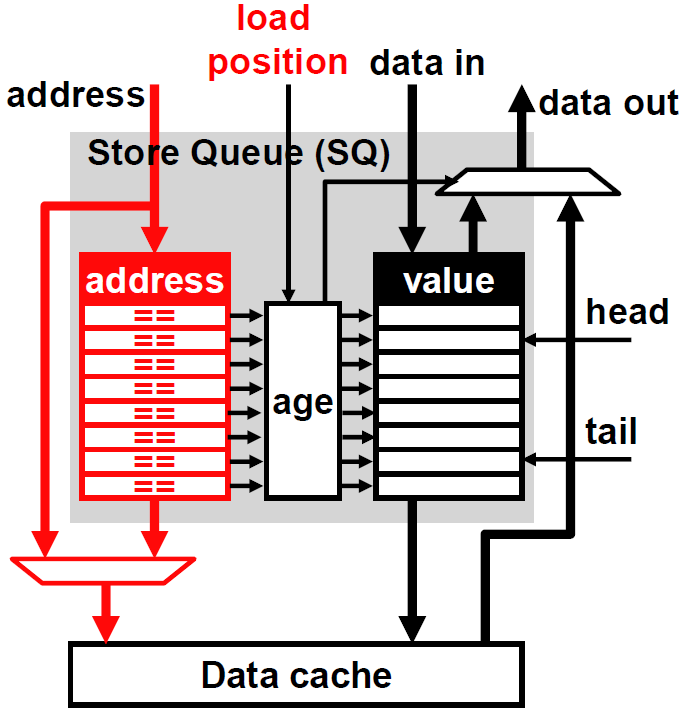 load
position
data in
address
data out
Store Queue (SQ)
address
value
==
==
==
==
==
==
==
==
age
head
tail
Data cache